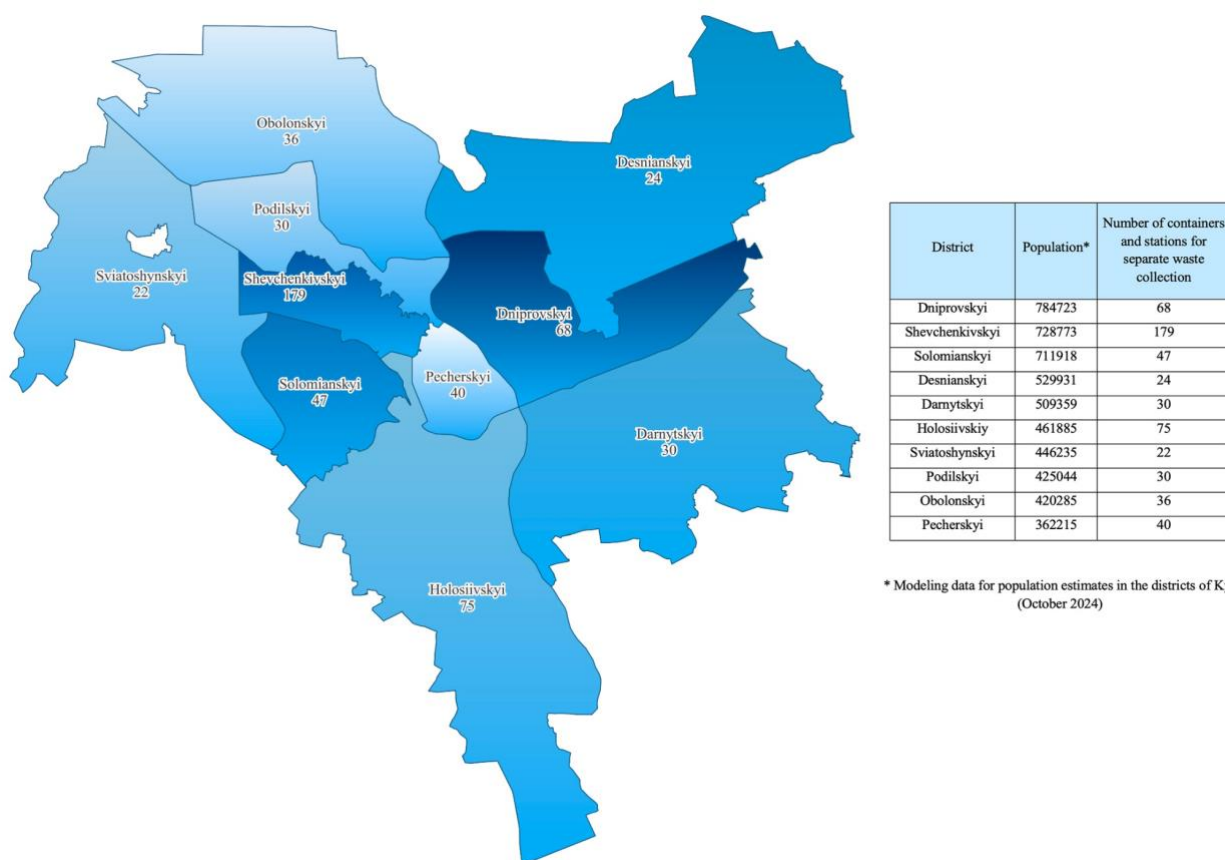 Obolonskyi
36
Desnianskyi
24
Podilskyi
30
Sviatoshynskyi
22
Shevchenkivskyi
179
Dniprovskyi
68
Solomianskyi
47
Pecherskyi
40
Darnytskyi
30
Holosiivskyi
75
District Population* Number of containers and stations for separate waste collection
Dniprovskyi 784723 68
Shevchenkivskyi 728773 179
Solomianskyi 711918 47
Desnianskyi 529931 24
Darnytskyi 509359 30
Holosiivskiy 461885 75
Sviatoshynskyi 446235 22
Podilskyi 425044 30
Obolonskyi 420285 36
Pecherskyi 362215 40
* Modeling data for population estimates in the districts of
(October 2024)